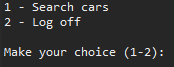 1 - Search cars
2 - Log off
Make your choice (1-2):